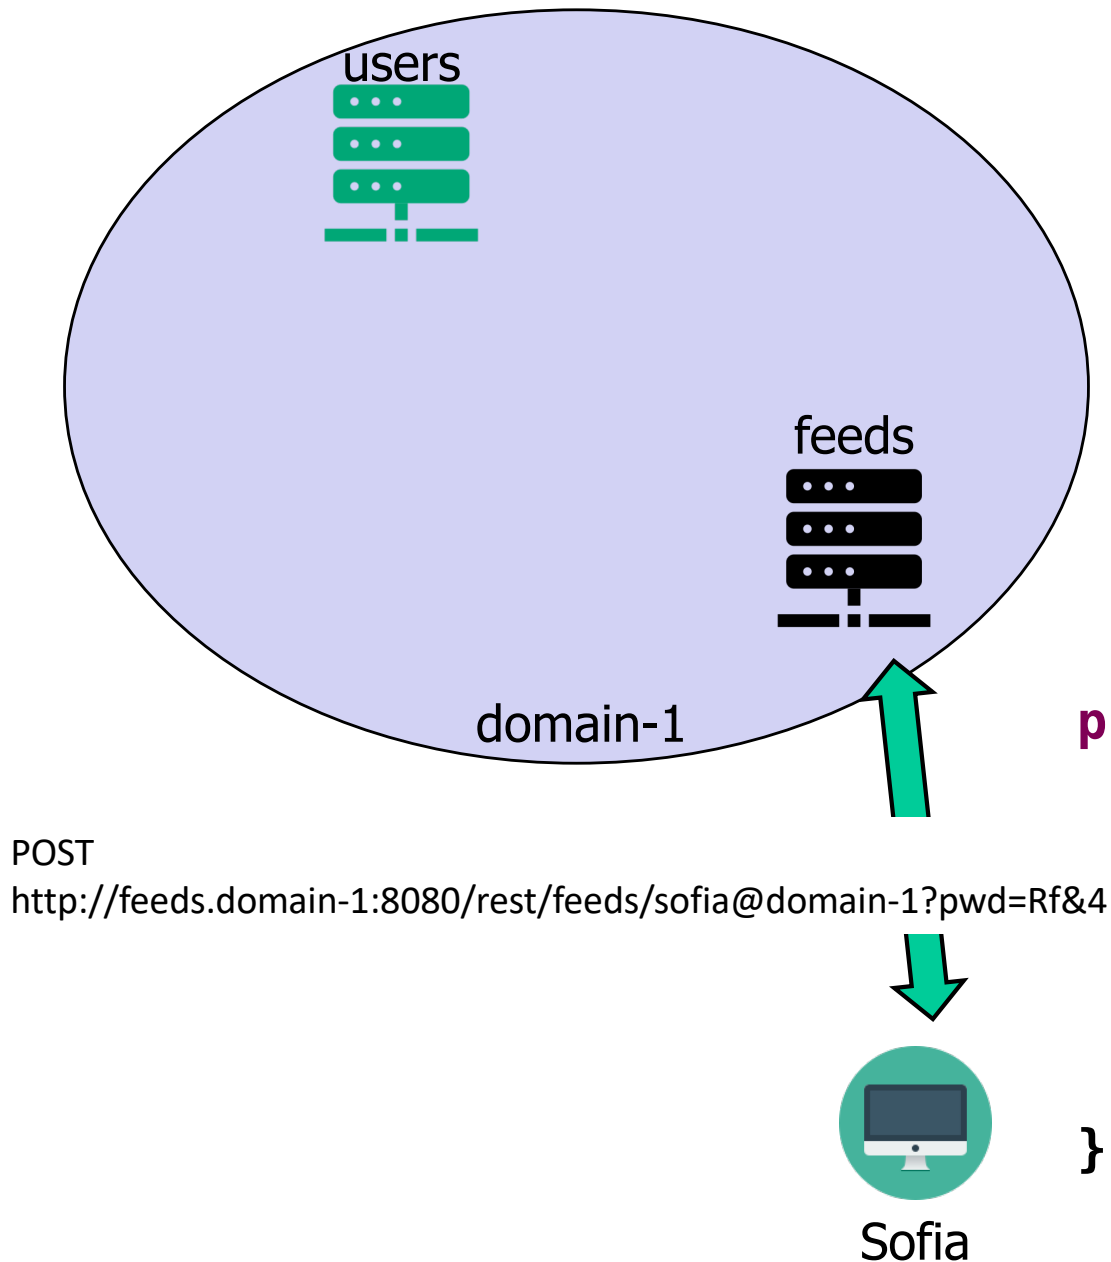 users
feeds
domain-1
p
POST
http://feeds.domain-1:8080/rest/feeds/sofia@domain-1?pwd=Rf&4
}
Sofia